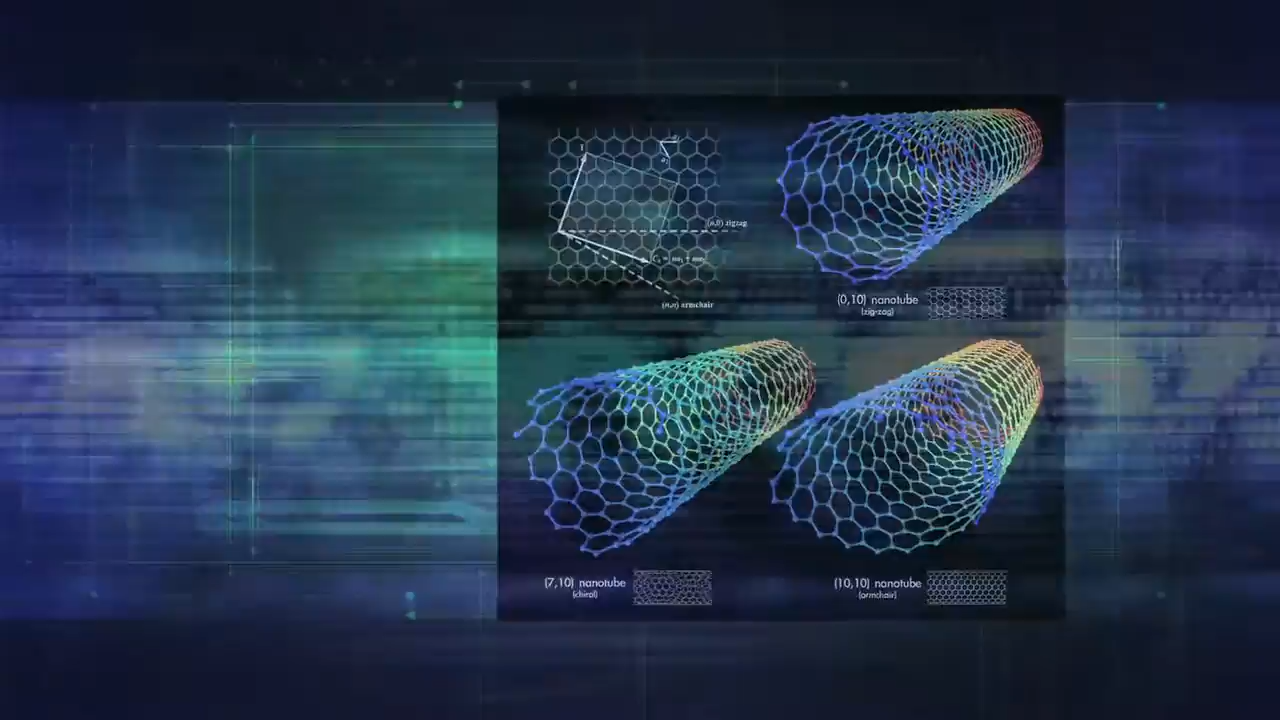 T
(n,0) zigzag
(n,n) armchair
(0,10) nanotube
(zig-zag)
(7,10) nanotube
(chiral)
(10,10) nanotube
(armchair)